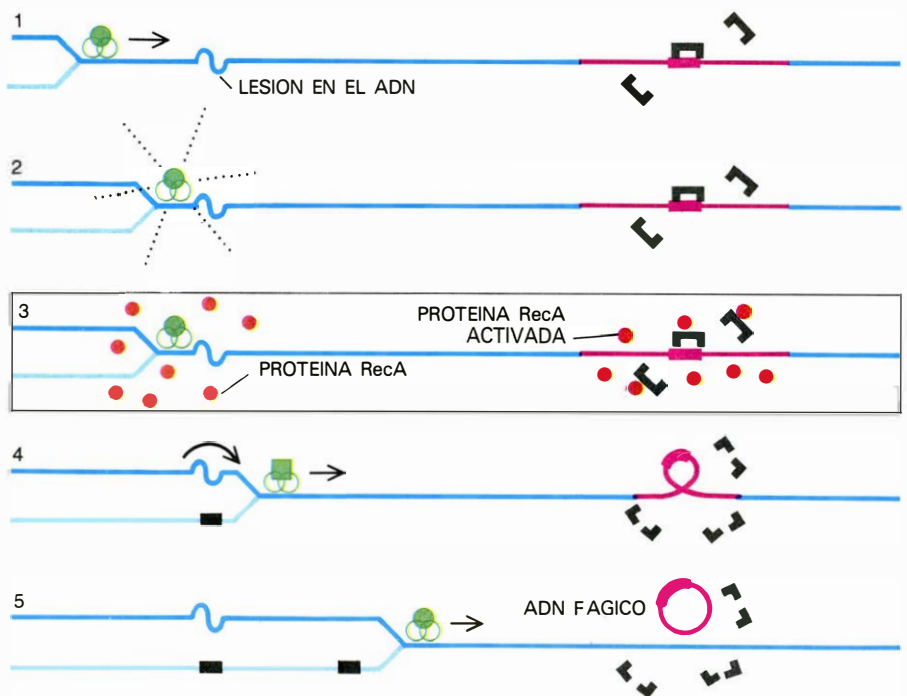 1
LESION EN EL ADN
2
3
PROTEINA RecA
ACTIVADA
PROTEINA RecA
4
5
ADN FAGICO